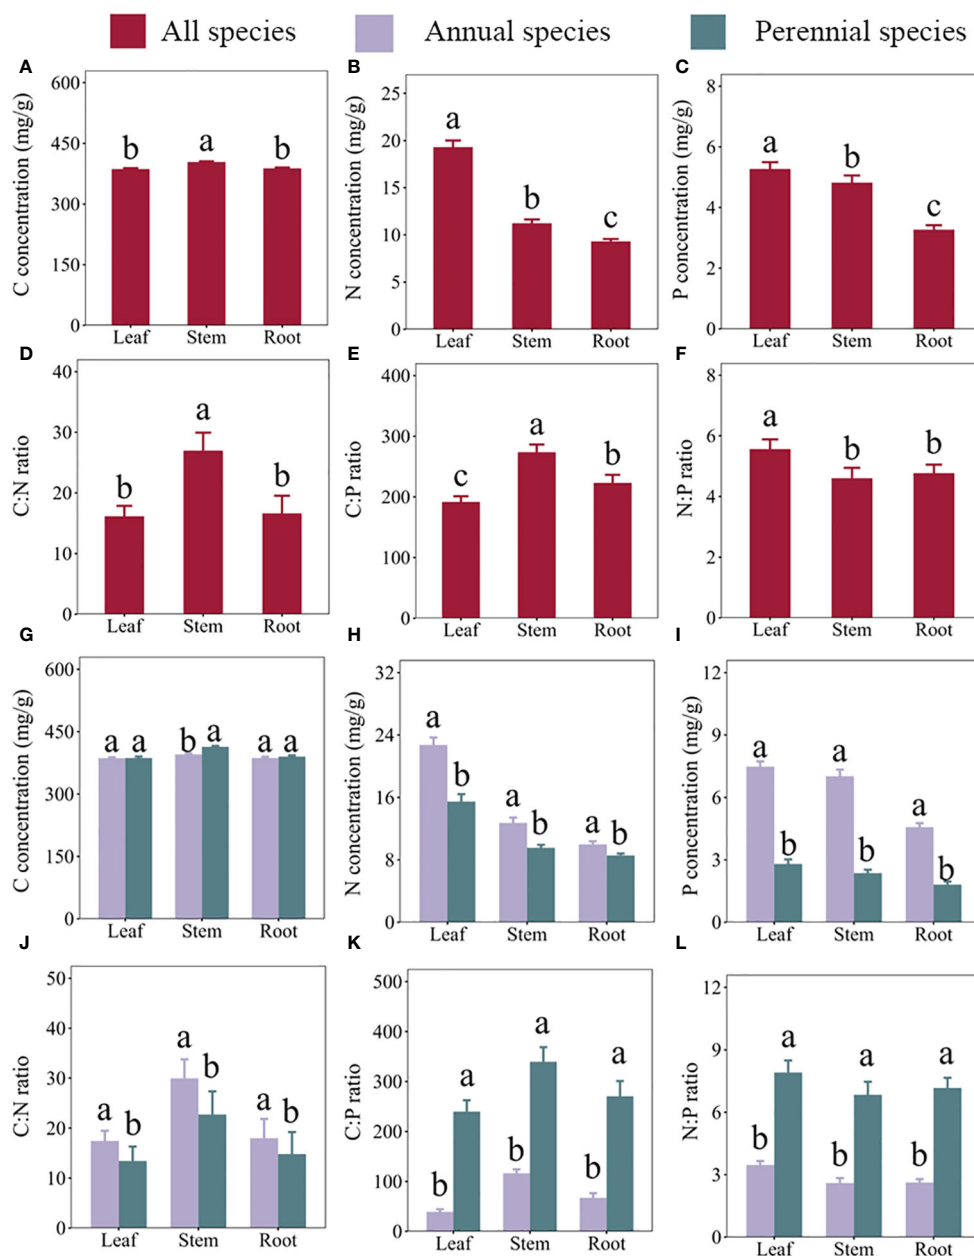 All species Annual species Perennial species
A B C
C concentration (mg/g)
600
450
300
150
0
b a b
Leaf Stem Root
N concentration (mg/g)
25
20
15
10
5
0
a b c
Leaf Stem Root
P concentration (mg/g)
8
6
4
2
0
a b c
Leaf Stem Root
D E F
C:N ratio
40
30
20
10
0
b a b
Leaf Stem Root
C:P ratio
400
300
200
100
0
c a b
Leaf Stem Root
N:P ratio
8
6
4
2
0
a b b
Leaf Stem Root
G H I
C concentration (mg/g)
600
450
300
150
0
a a b a a a
Leaf Stem Root
N concentration (mg/g)
32
24
16
8
0
a b a b a b
Leaf Stem Root
P concentration (mg/g)
12
9
6
3
0
a b a b a b
Leaf Stem Root
J K L
C:N ratio
50
40
30
20
10
0
a b a b a b
Leaf Stem Root
C:P ratio
500
400
300
200
100
0
b a b a b a
Leaf Stem Root
N:P ratio
12
9
6
3
0
b a b a b a
Leaf Stem Root